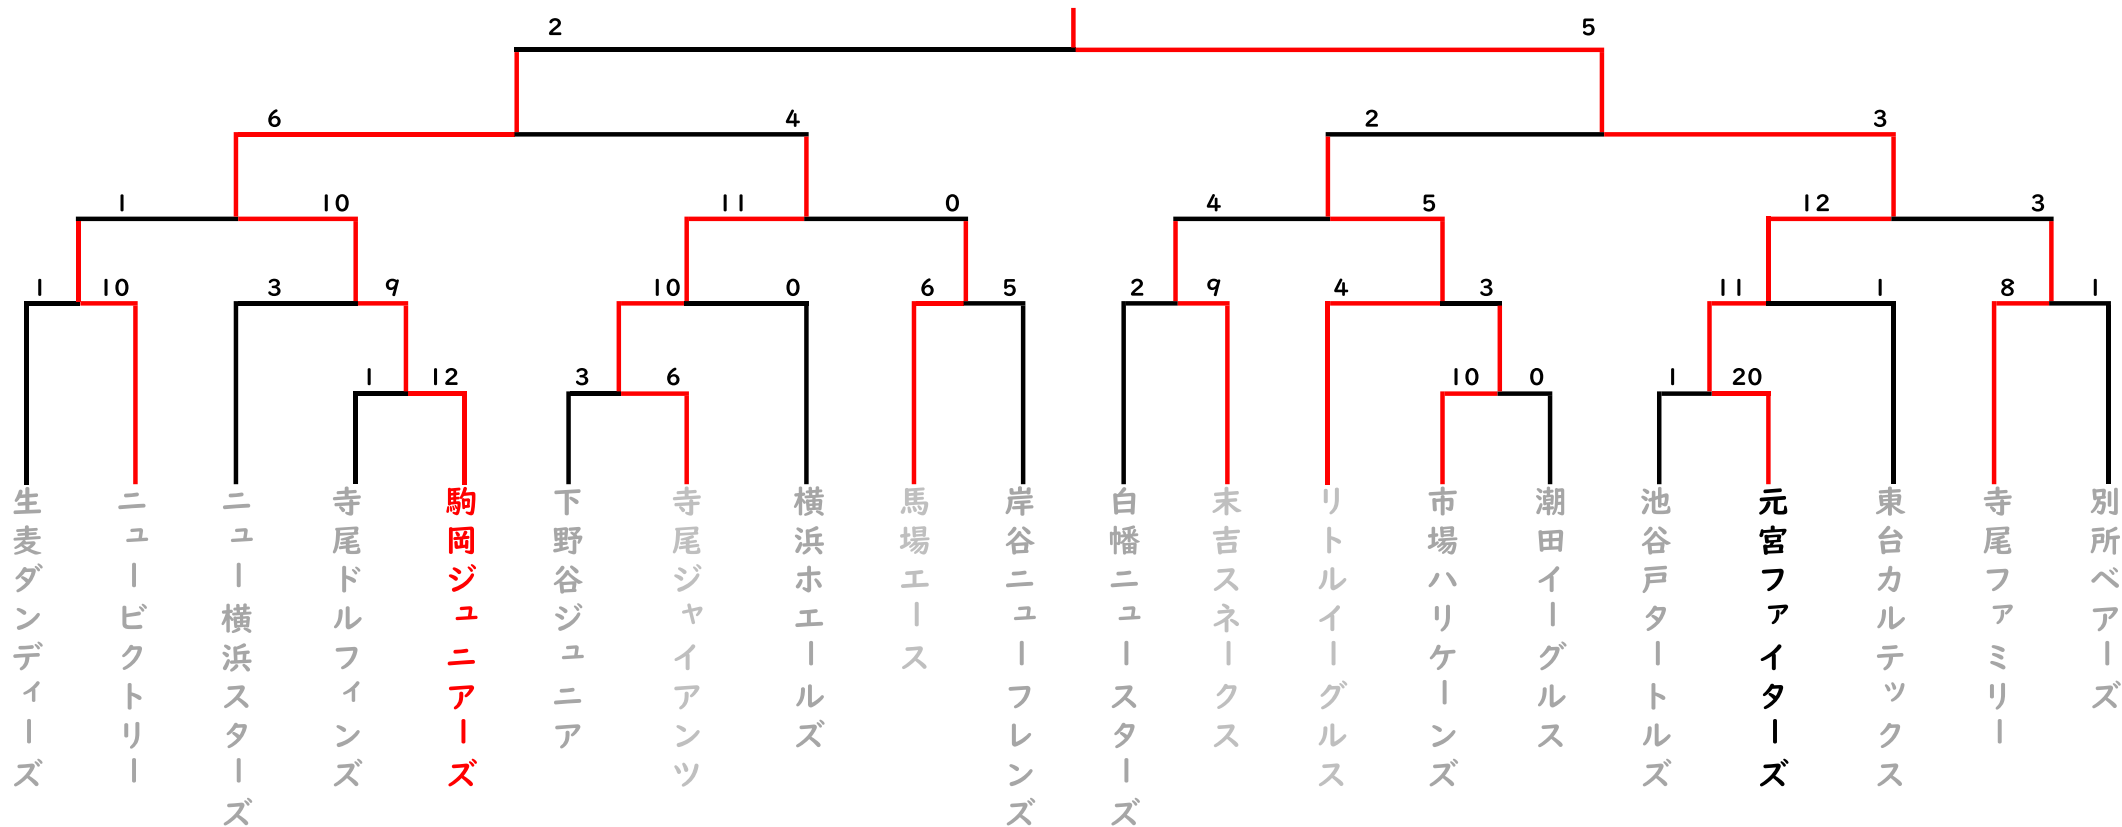 2 5
6 4 2 3
1 10 11 0 4 5 12 3
1 10 3 9 10 0 6 5 2 9 4 3 11 1 8 1
1 12 3 6 10 0 1 20
生麦ダンディーズ
ニュービクトリー
ニュー横浜スターズ
寺尾ドルフィンズ
駒岡ジュニアーズ
下野谷ジュニア
寺尾ジャイアンツ
横浜ホエールズ
馬場エース
岸谷ニューフレンズ
白幡ニュースターズ
末吉スネークス
リトルイーグルス
市場ハリケーンズ
潮田イーグルス
池谷戸タートルズ
元宮ファイターズ
東台カルテックス
寺尾ファミリー
別所ベアーズ